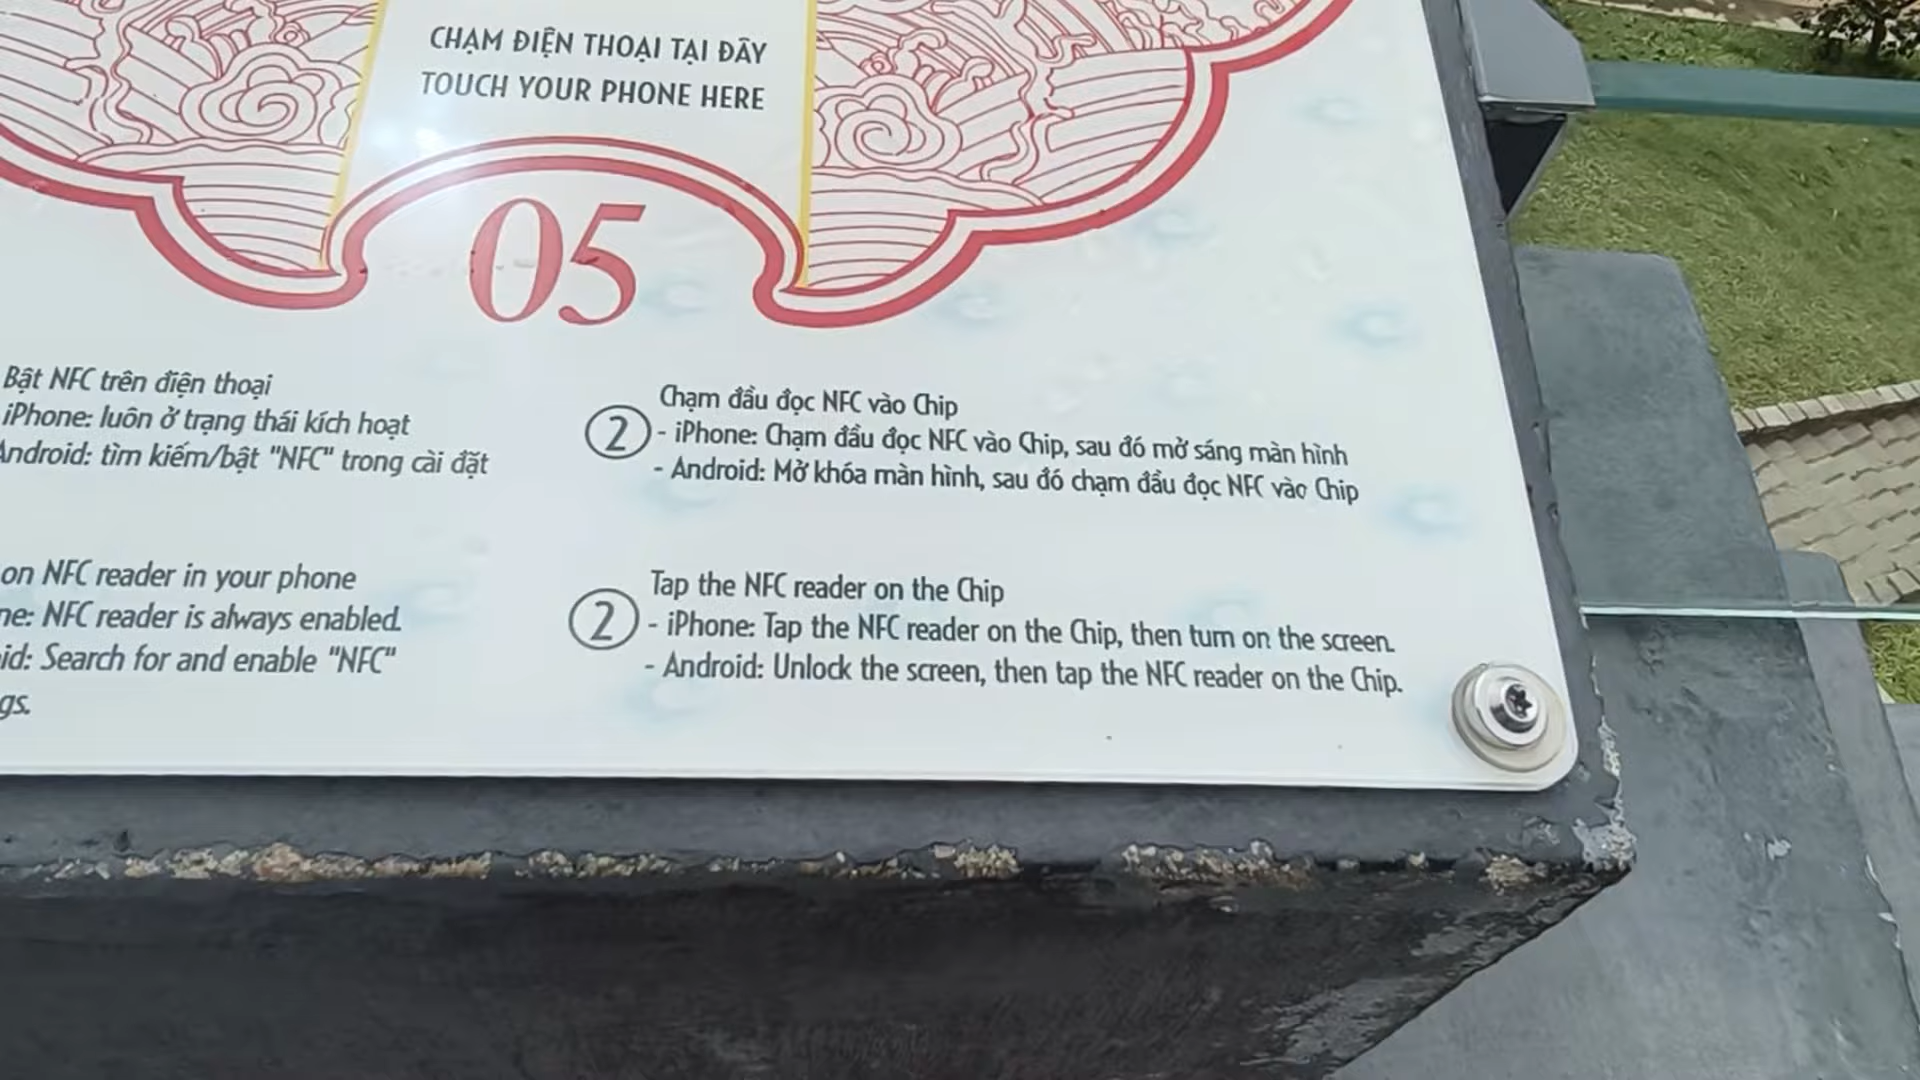 CHẠM ĐIỆN THOẠI TẠI ĐÂY
TOUCH YOUR PHONE HERE
05
Bật NFC trên điện thoại
iPhone: luôn ở trạng thái kích hoạt
Android: tìm kiếm/bật "NFC" trong cài đặt
2
Chạm đầu đọc NFC vào Chip
- iPhone: Chạm đầu đọc NFC vào Chip, sau đó mở sáng màn hình
- Android: Mở khóa màn hình, sau đó chạm đầu đọc NFC vào Chip
on NFC reader in your phone
NFC reader is always enabled.
Search for and enable "NFC"
2
Tap the NFC reader on the Chip
- iPhone: Tap the NFC reader on the Chip, then turn on the screen.
- Android: Unlock the screen, then tap the NFC reader on the Chip.